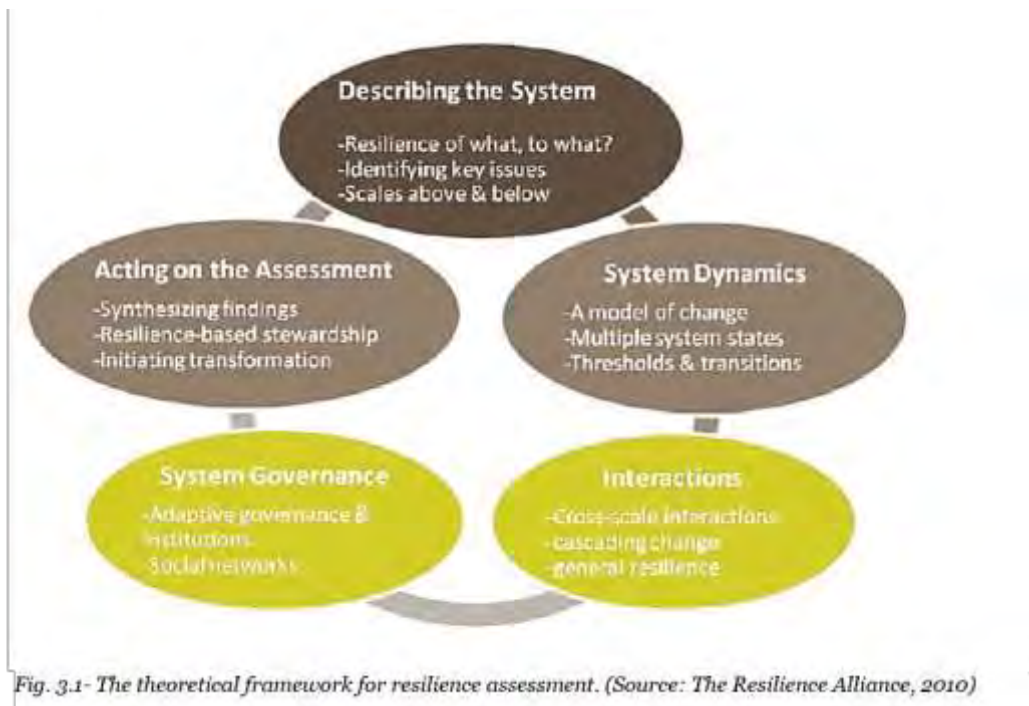 Describing the System
-Resilience of what, to what?
-Identifying key issues
-Scales above & below
Acting on the Assessment
-Synthesizing findings
-Resilience-based stewardship
-Initiating transformation
System Dynamics
-A model of change
-Multiple system states
-Thresholds & transitions
System Governance
-Adaptive governance &
institutions
-Social networks
Interactions
-Cross-scale interactions
-cascading change
-general resilience
Fig. 3.1- The theoretical framework for resilience assessment. (Source: The Resilience Alliance, 2010)